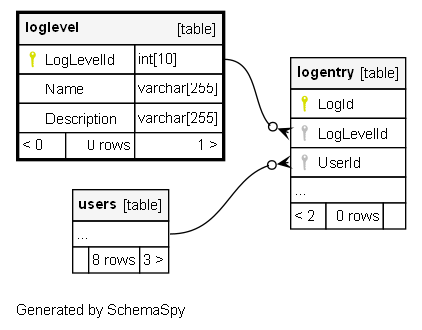 loglevel [table]
LogLevelId int[10]
Name varchar[255]
Description varchar[255]
< 0 0 rows 1 >
logentry [table]
LogId
LogLevelId
UserId
...
< 2 0 rows
users [table]
...
8 rows 3 >
Generated by SchemaSpy